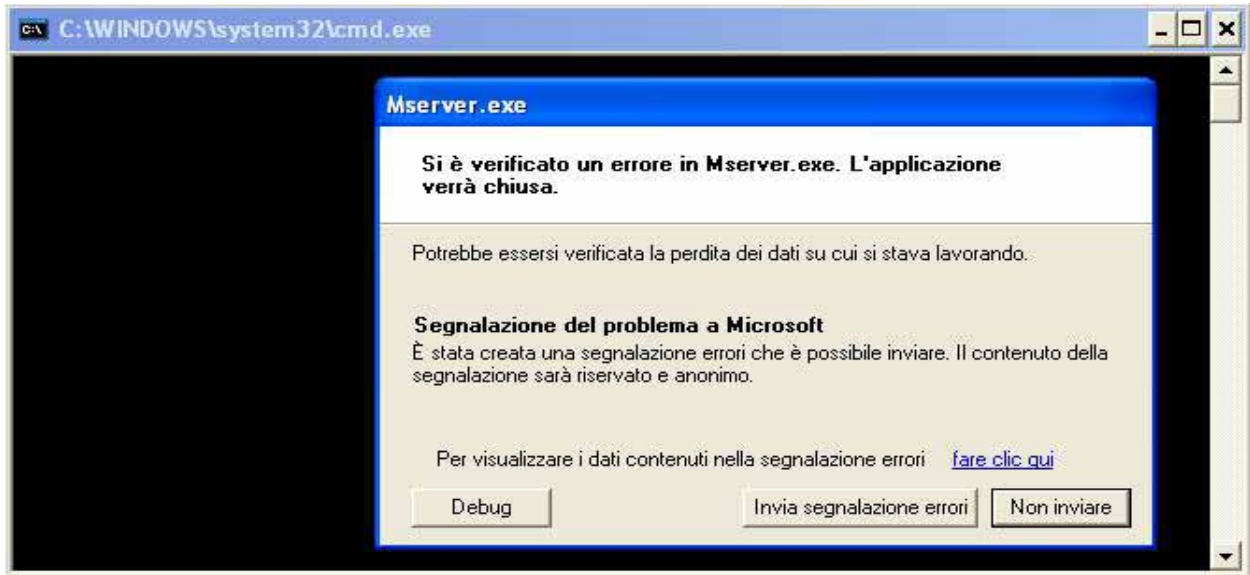 C:\WINDOWS\system32\cmd.exe
Mserver.exe
Si è verificato un errore in Mserver.exe. L'applicazione
verrà chiusa.
Potrebbe essersi verificata la perdita dei dati su cui si stava lavorando.
Segnalazione del problema a Microsoft
È stata creata una segnalazione errori che è possibile inviare. Il contenuto della
segnalazione sarà riservato e anonimo.
Per visualizzare i dati contenuti nella segnalazione errori fare clic qui
Debug Invia segnalazione errori Non inviare